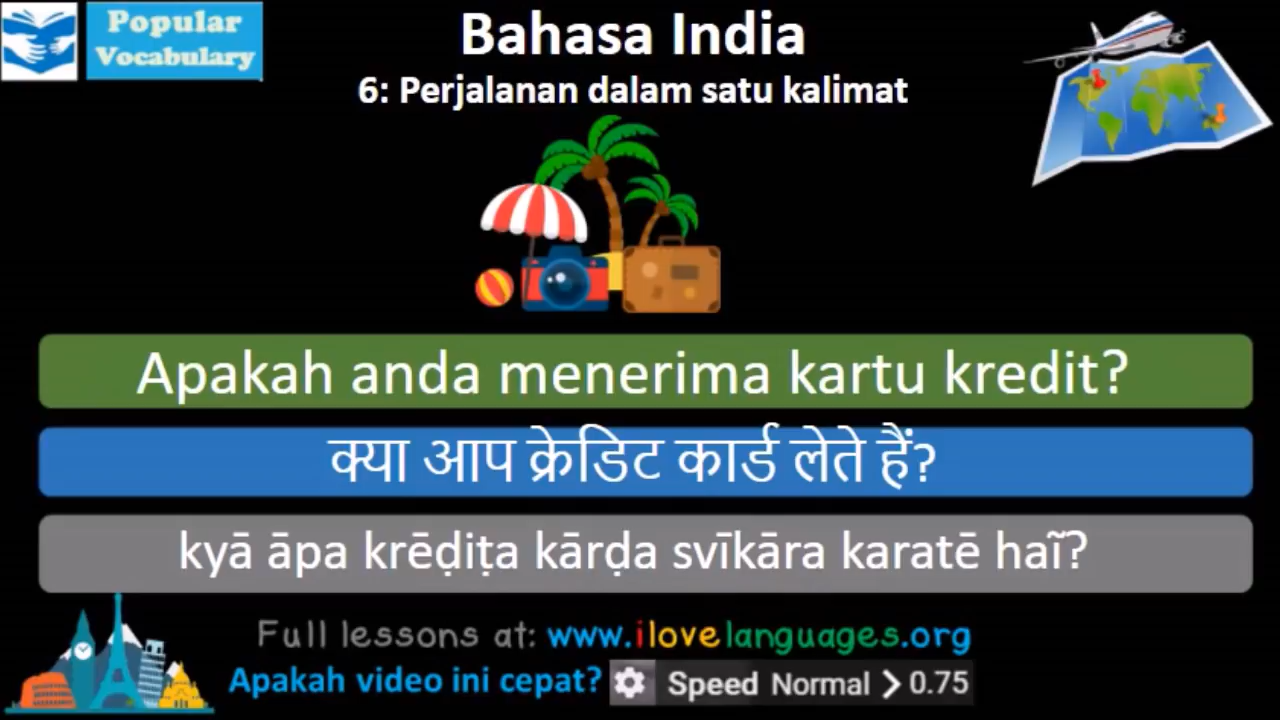 Popular
Vocabulary
Bahasa India
6: Perjalanan dalam satu kalimat
Apakah anda menerima kartu kredit?
क्या आप क्रेडिट कार्ड लेते हैं?
kyā āpa krēḍiṭa kārḍa svīkāra karatē haĩ?
Full lessons at: www.ilovelanguages.org
Apakah video ini cepat? Speed Normal > 0.75